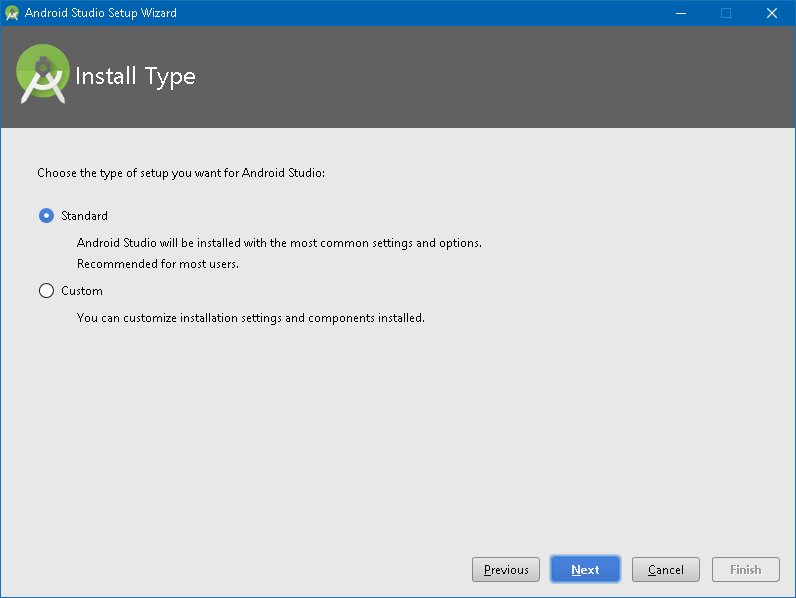 Android Studio Setup Wizard
Install Type
Choose the type of setup you want for Android Studio:
Standard
Android Studio will be installed with the most common settings and options.
Recommended for most users.
Custom
You can customize installation settings and components installed.
Previous Next Cancel Finish